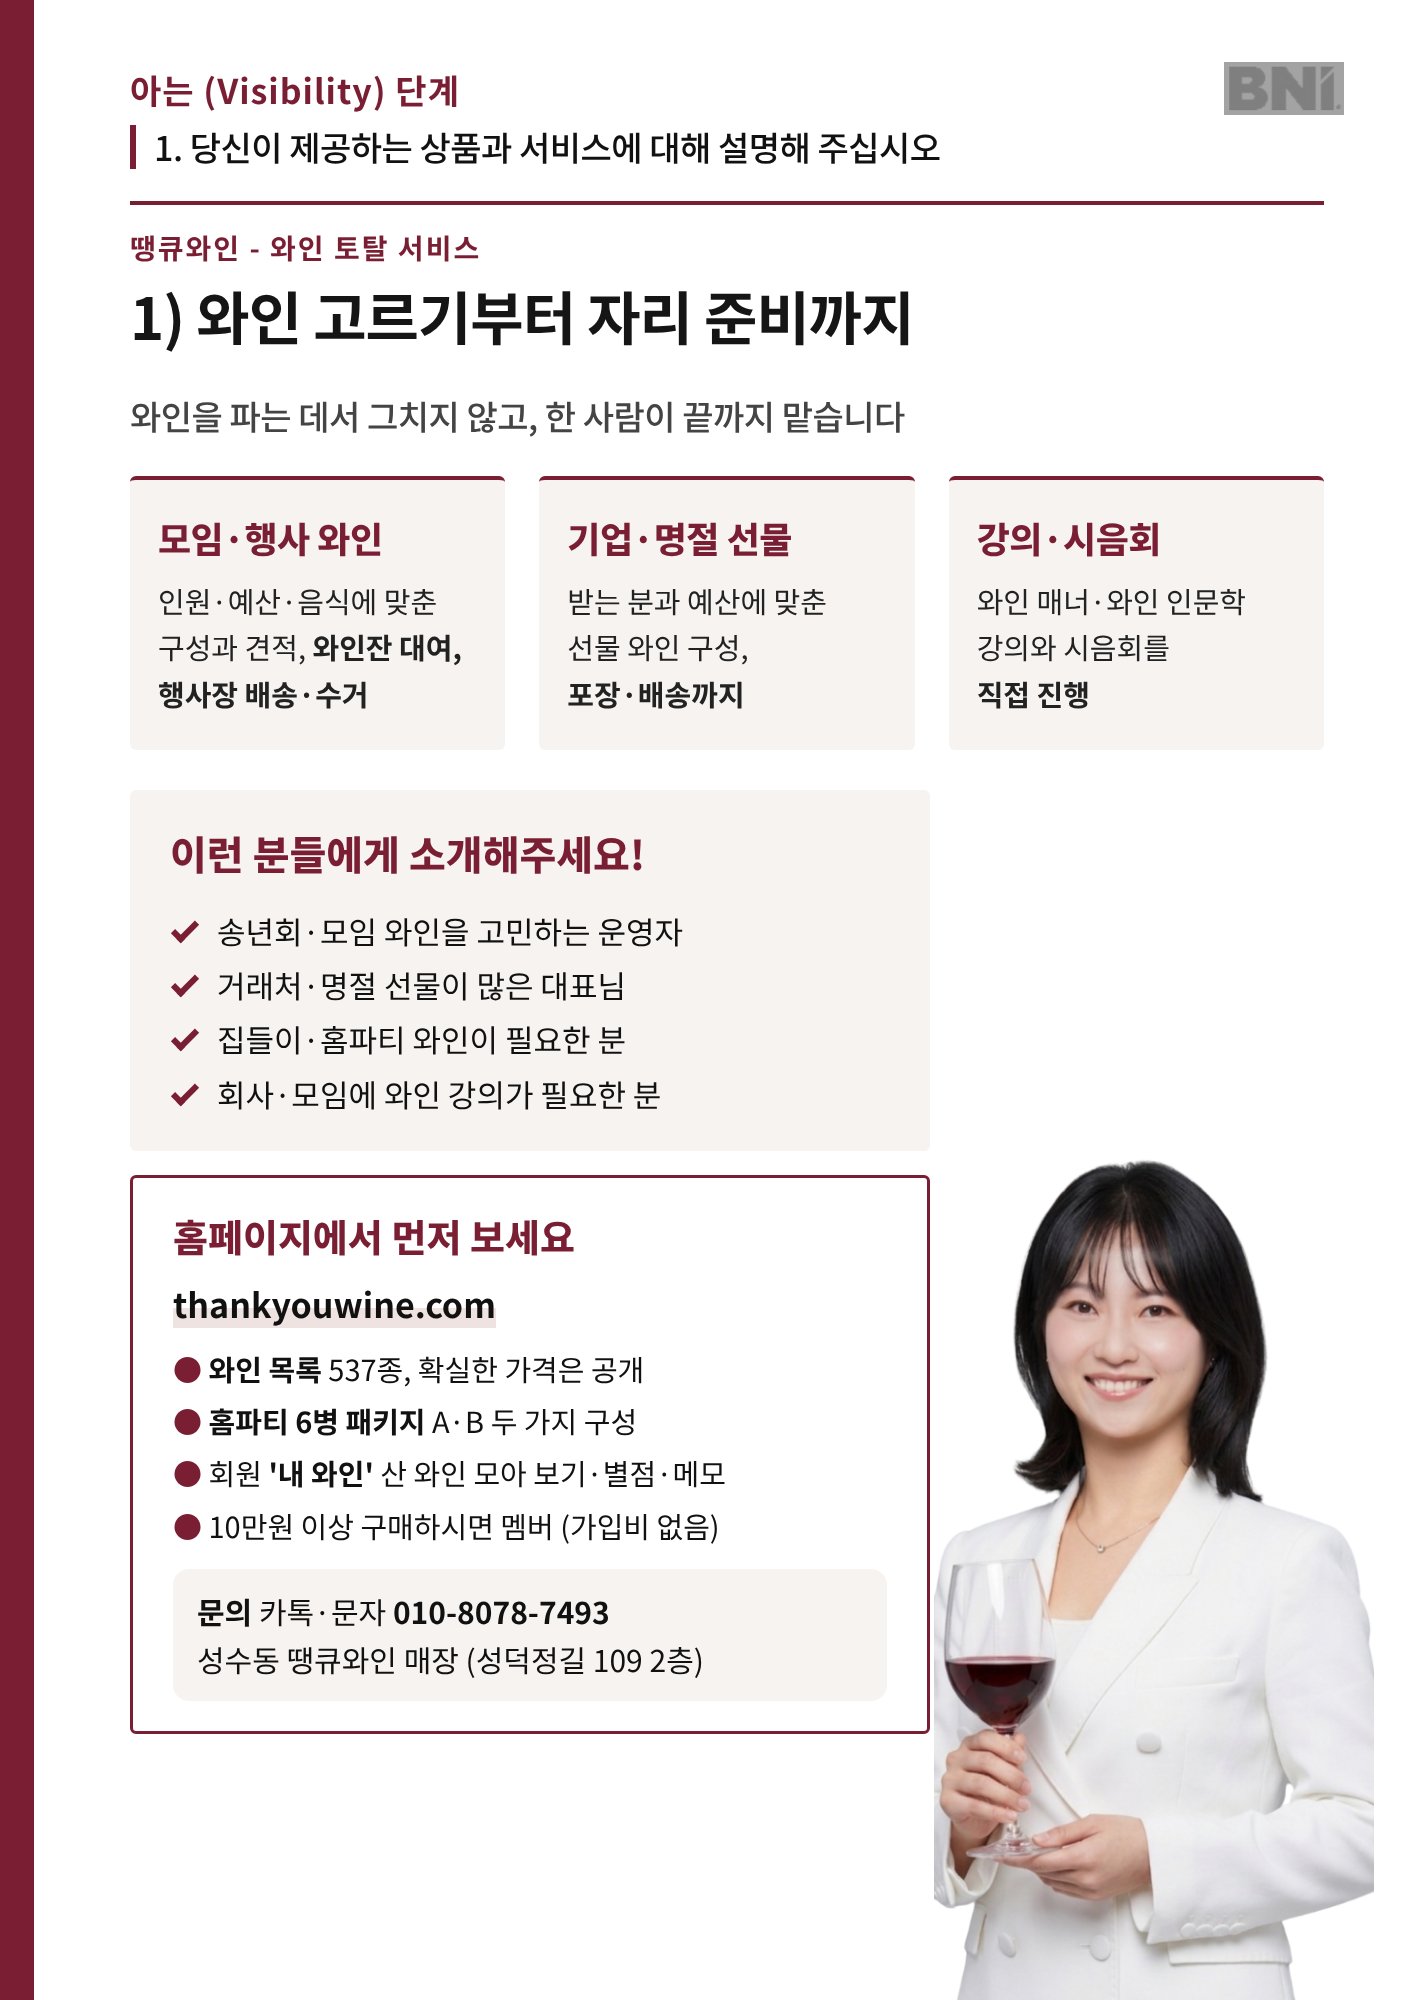 아는 (Visibility) 단계
BNI
1. 당신이 제공하는 상품과 서비스에 대해 설명해 주십시오
땡큐와인 - 와인 토탈 서비스
1) 와인 고르기부터 자리 준비까지
와인을 파는 데서 그치지 않고, 한 사람이 끝까지 맡습니다
모임·행사 와인
인원·예산·음식에 맞춘
구성과 견적, 와인잔 대여,
행사장 배송·수거
기업·명절 선물
받는 분과 예산에 맞춘
선물 와인 구성,
포장·배송까지
강의·시음회
와인 매너·와인 인문학
강의와 시음회를
직접 진행
이런 분들에게 소개해주세요!
송년회·모임 와인을 고민하는 운영자
거래처·명절 선물이 많은 대표님
집들이·홈파티 와인이 필요한 분
회사·모임에 와인 강의가 필요한 분
홈페이지에서 먼저 보세요
thankyouwine.com
와인 목록 537종, 확실한 가격은 공개
홈파티 6병 패키지 A·B 두 가지 구성
회원 '내 와인' 산 와인 모아 보기·별점·메모
10만원 이상 구매하시면 멤버 (가입비 없음)
문의 카톡·문자 010-8078-7493
성수동 땡큐와인 매장 (성덕정길 109 2층)